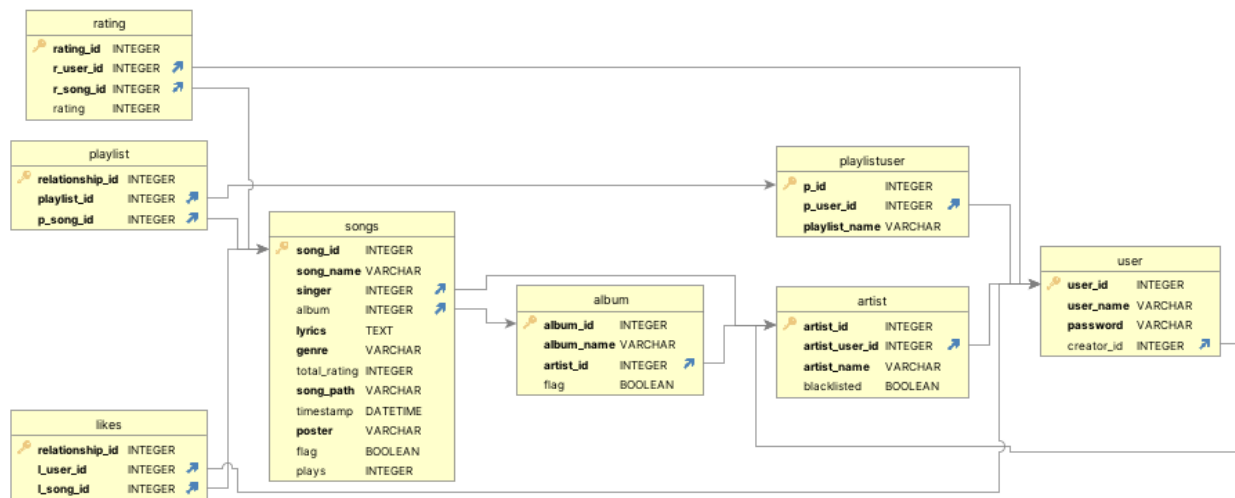 rating
rating_id INTEGER
r_user_id INTEGER
r_song_id INTEGER
rating INTEGER
playlist
relationship_id INTEGER
playlist_id INTEGER
p_song_id INTEGER
playlistuser
p_id INTEGER
p_user_id INTEGER
playlist_name VARCHAR
songs
song_id INTEGER
song_name VARCHAR
singer INTEGER
album INTEGER
lyrics TEXT
genre VARCHAR
total_rating INTEGER
song_path VARCHAR
timestamp DATETIME
poster VARCHAR
flag BOOLEAN
plays INTEGER
album
album_id INTEGER
album_name VARCHAR
artist_id INTEGER
flag BOOLEAN
artist
artist_id INTEGER
artist_user_id INTEGER
artist_name VARCHAR
blacklisted BOOLEAN
user
user_id INTEGER
user_name VARCHAR
password VARCHAR
creator_id INTEGER
likes
relationship_id INTEGER
l_user_id INTEGER
l_song_id INTEGER